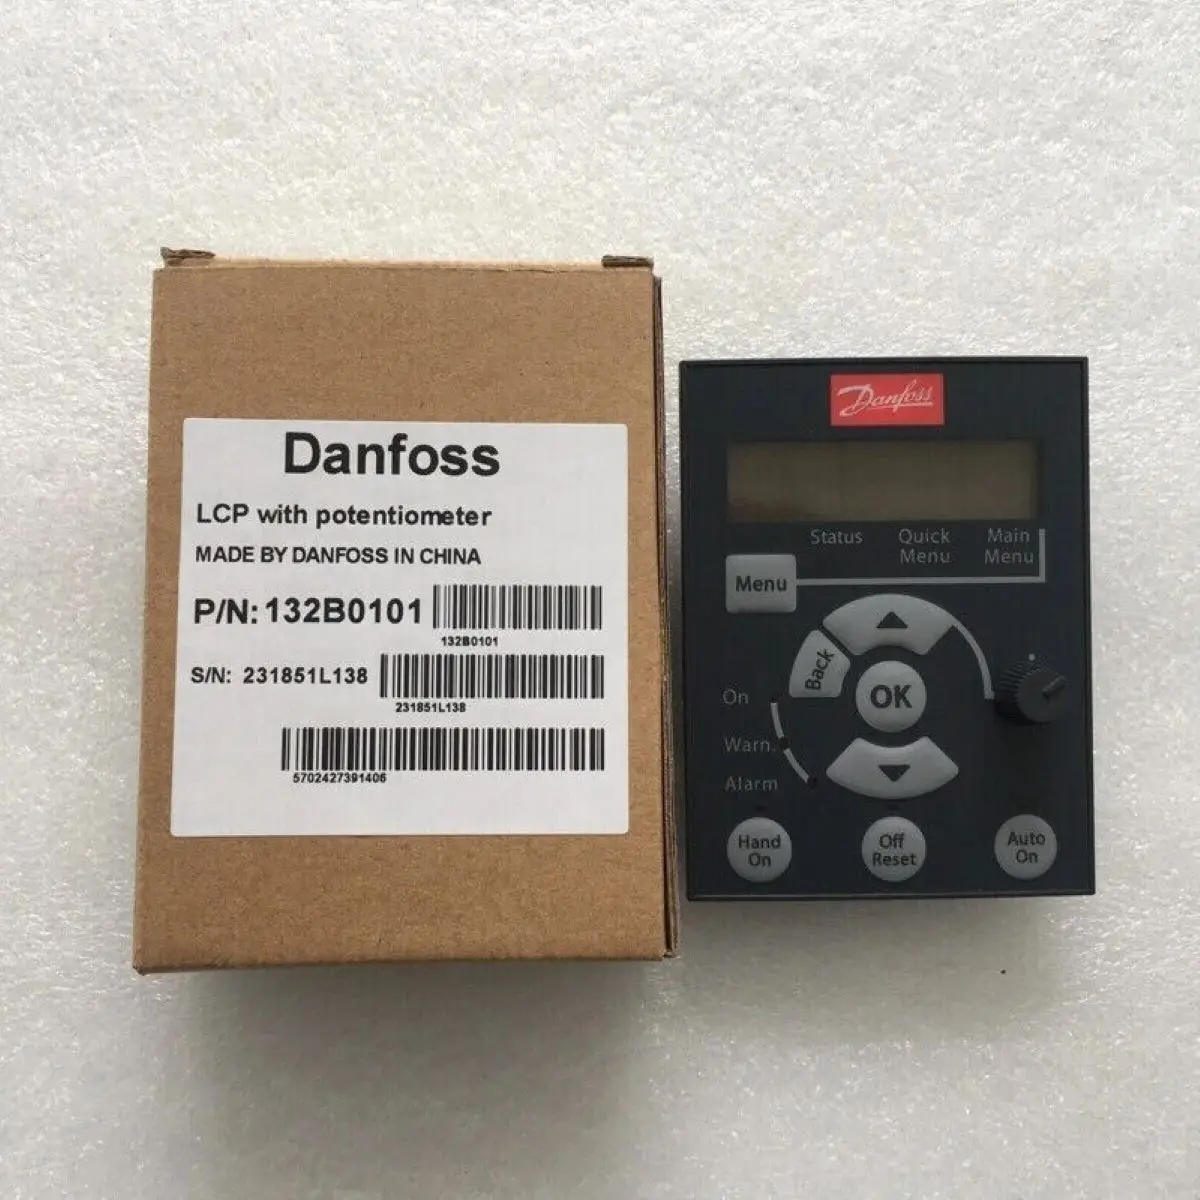 Danfoss
LCP with potentiometer
MADE BY DANFOSS IN CHINA
P/N: 132B0101
132B0101
S/N: 231851L138
231851L138
5702427391406
Danfoss
Status Quick Menu Main Menu
Menu
Back
OK
On
Warn.
Alarm
Hand On
Off Reset
Auto On